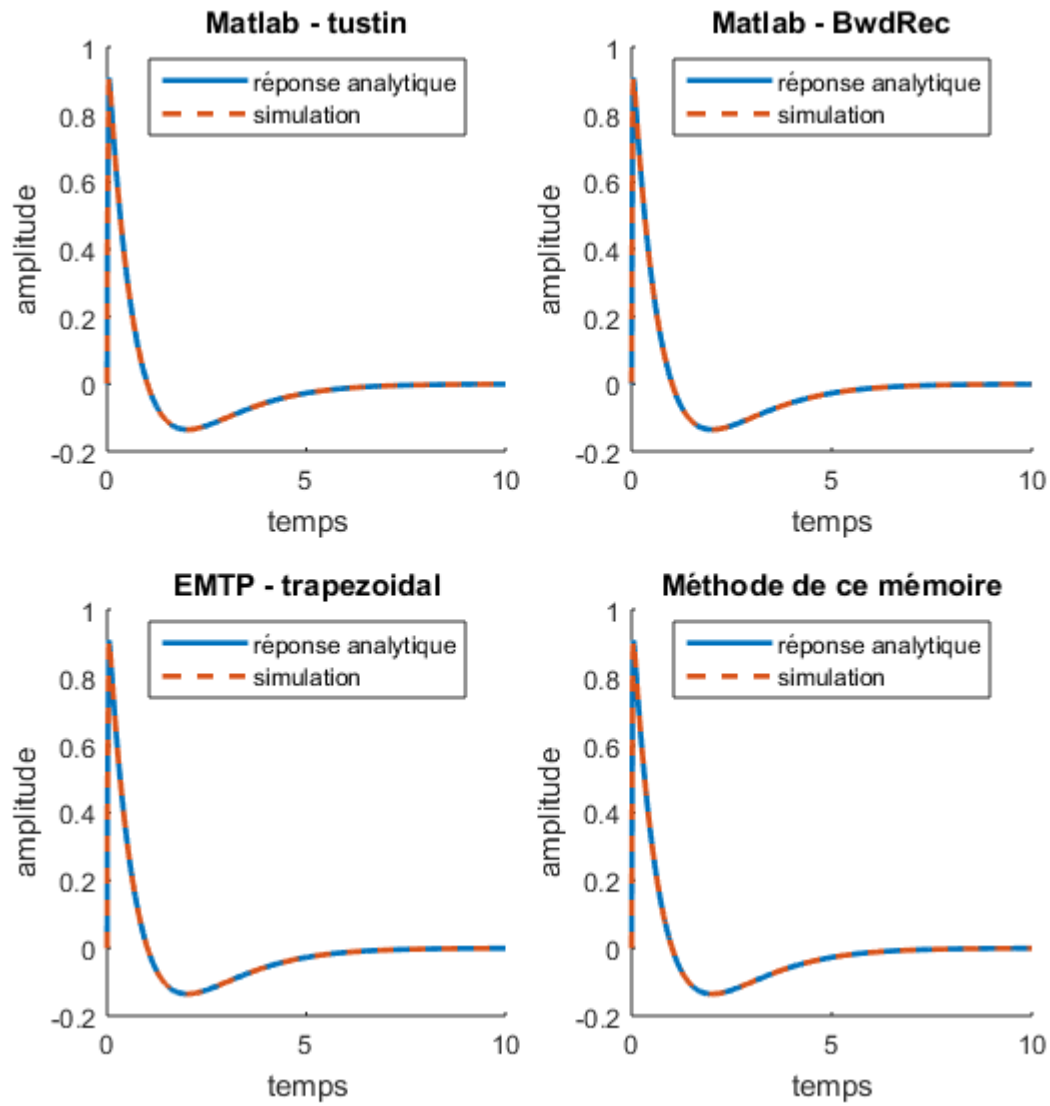 Matlab - tustin
1
0.8
0.6
0.4
0.2
0
-0.2
0
5
10
amplitude
temps
réponse analytique
simulation
Matlab - BwdRec
1
0.8
0.6
0.4
0.2
0
-0.2
0
5
10
amplitude
temps
réponse analytique
simulation
EMTP - trapezoidal
1
0.8
0.6
0.4
0.2
0
-0.2
0
5
10
amplitude
temps
réponse analytique
simulation
Méthode de ce mémoire
1
0.8
0.6
0.4
0.2
0
-0.2
0
5
10
amplitude
temps
réponse analytique
simulation